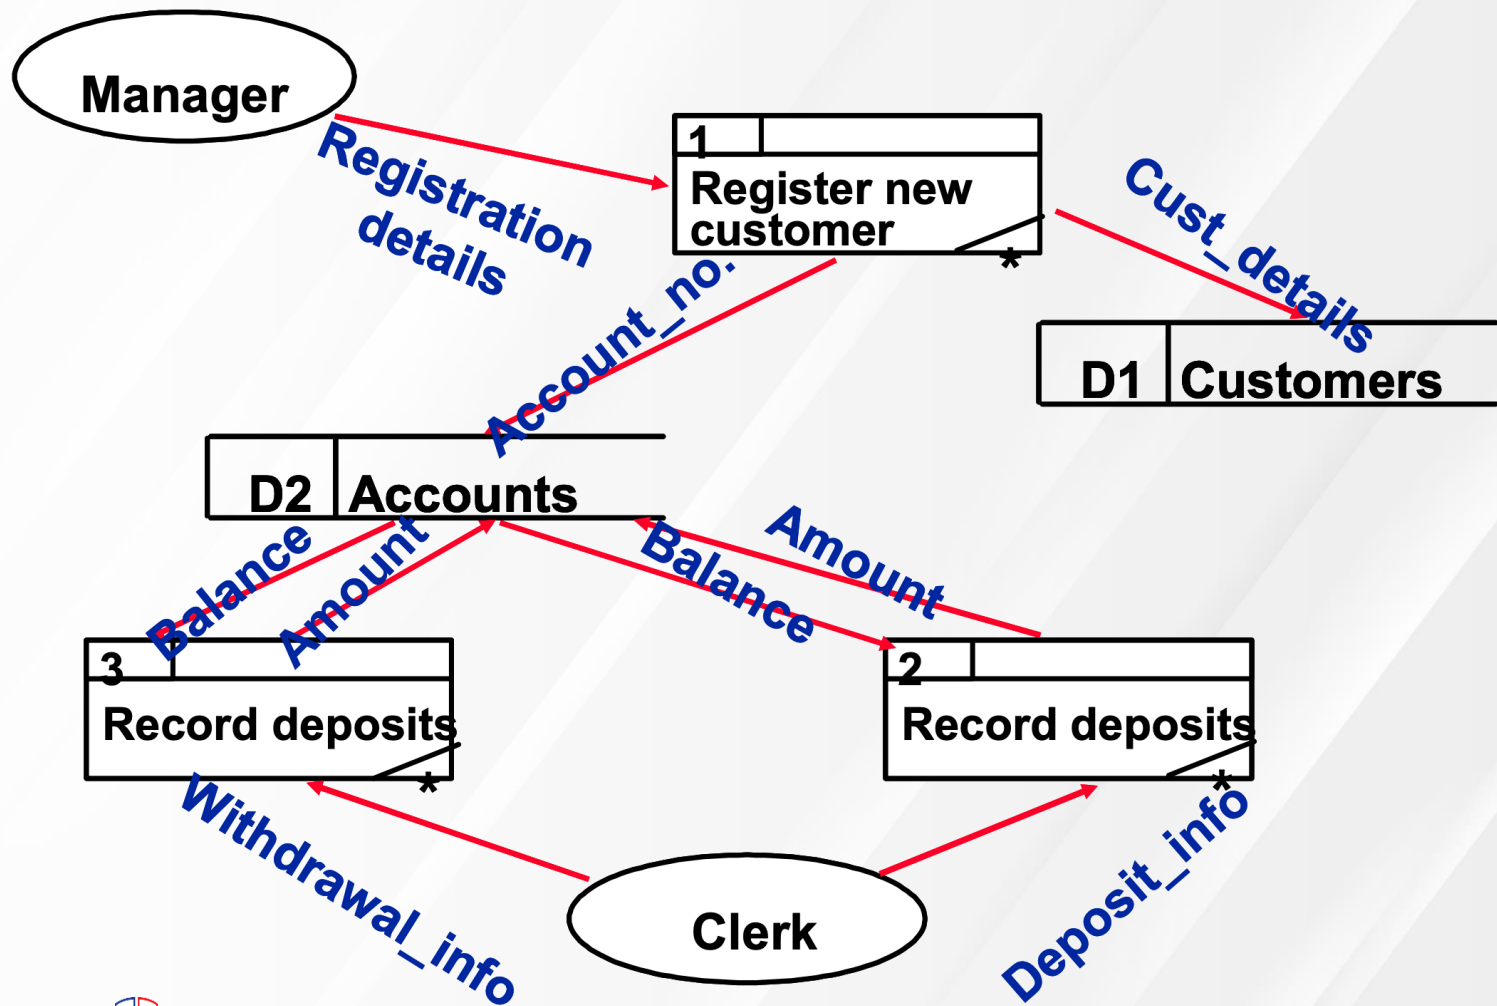 Manager
1
Register new
customer
*
Registration
details
Cust_details
Account_no.
D1 Customers
D2 Accounts
Balance
Amount
Balance
Amount
3
Record deposits
*
2
Record deposits
*
Withdrawal_info
Clerk
Deposit_info